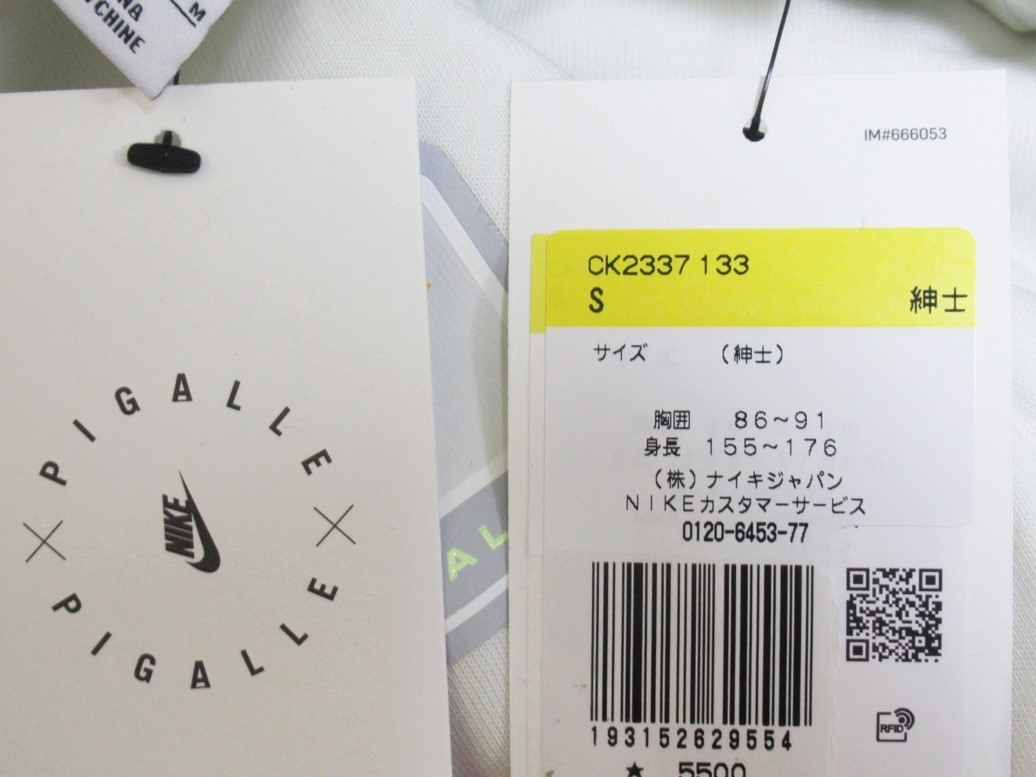 M
CHINE
PIGALLE
NIKE
PIGALLE
AL
IM#666053
CK2337 133
S 紳士
サイズ （紳士）
胸囲 86～91
身長 155～176
（株）ナイキジャパン
NIKEカスタマーサービス
0120-6453-77
193152629554
RFID
★ 5500